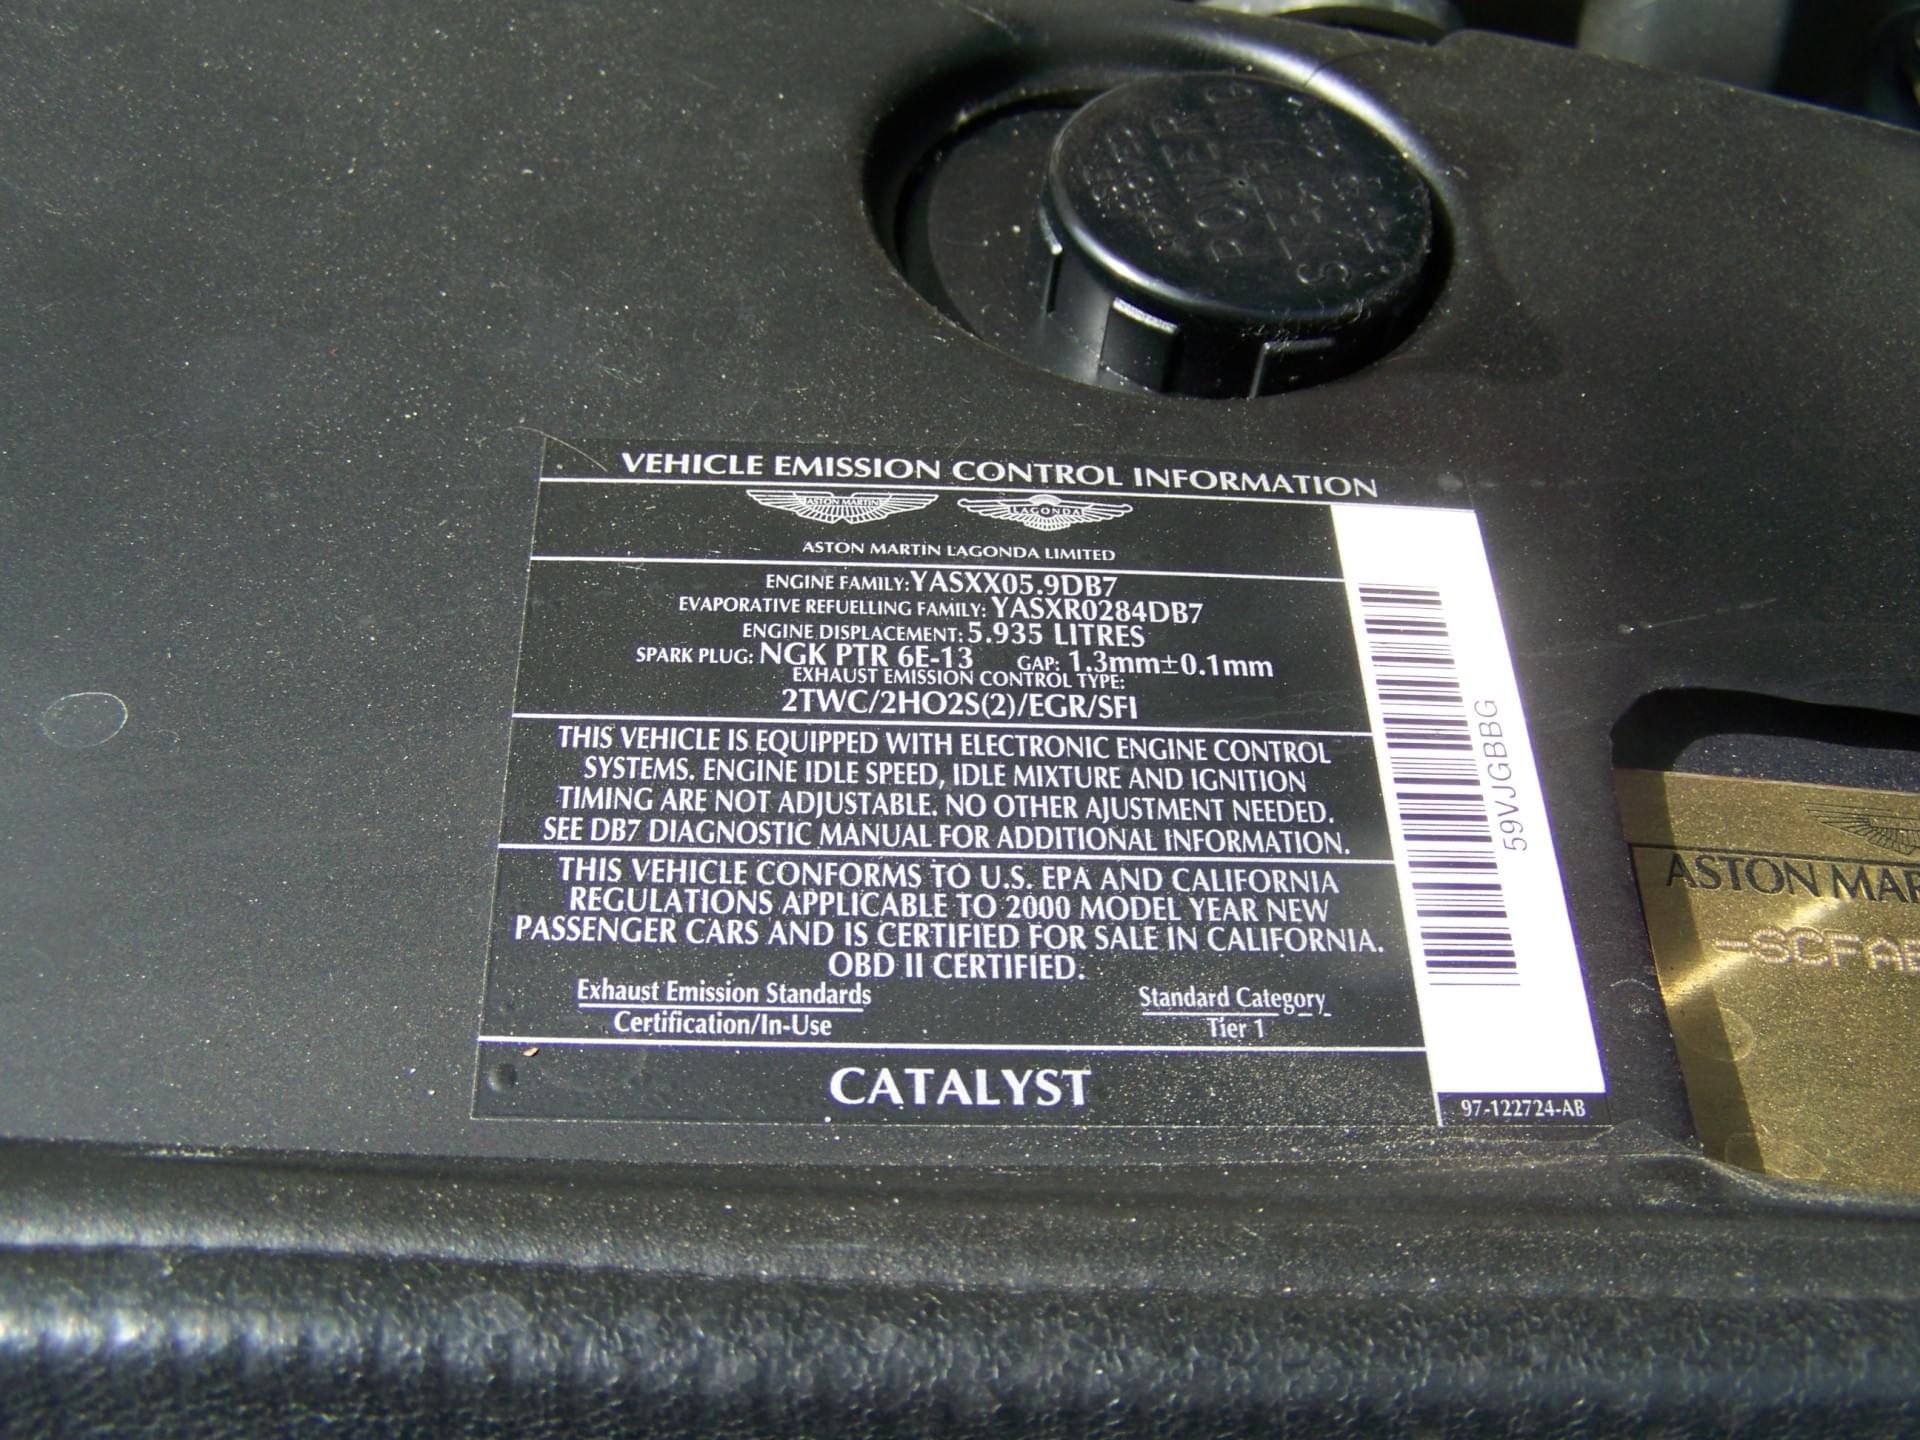 POWER
VEHICLE EMISSION CONTROL INFORMATION
ASTON MARTIN
LAGONDA
ASTON MARTIN LAGONDA LIMITED
ENGINE FAMILY: YASXX05.9DB7
EVAPORATIVE REFUELLING FAMILY: YASXR0284DB7
ENGINE DISPLACEMENT: 5.935 LITRES
SPARK PLUG: NGK PTR 6E-13 GAP: 1.3mm±0.1mm
EXHAUST EMISSION CONTROL TYPE:
2TWC/2HO2S(2)/EGR/SFI
THIS VEHICLE IS EQUIPPED WITH ELECTRONIC ENGINE CONTROL
SYSTEMS. ENGINE IDLE SPEED, IDLE MIXTURE AND IGNITION
TIMING ARE NOT ADJUSTABLE. NO OTHER AJUSTMENT NEEDED.
SEE DB7 DIAGNOSTIC MANUAL FOR ADDITIONAL INFORMATION.
THIS VEHICLE CONFORMS TO U.S. EPA AND CALIFORNIA
REGULATIONS APPLICABLE TO 2000 MODEL YEAR NEW
PASSENGER CARS AND IS CERTIFIED FOR SALE IN CALIFORNIA.
OBD II CERTIFIED.
Exhaust Emission Standards Standard Category
Certification/In-Use Tier 1
CATALYST
59VJGBBG
97-122724-AB
ASTON MAR
-SCFAB